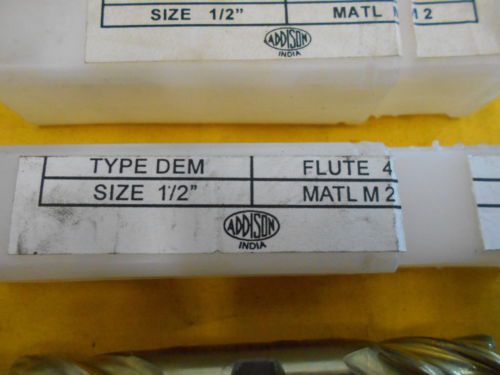 SIZE 1/2" MATL M 2
ADDISON
INDIA
TYPE DEM FLUTE 4
SIZE 1/2" MATL M 2
ADDISON
INDIA